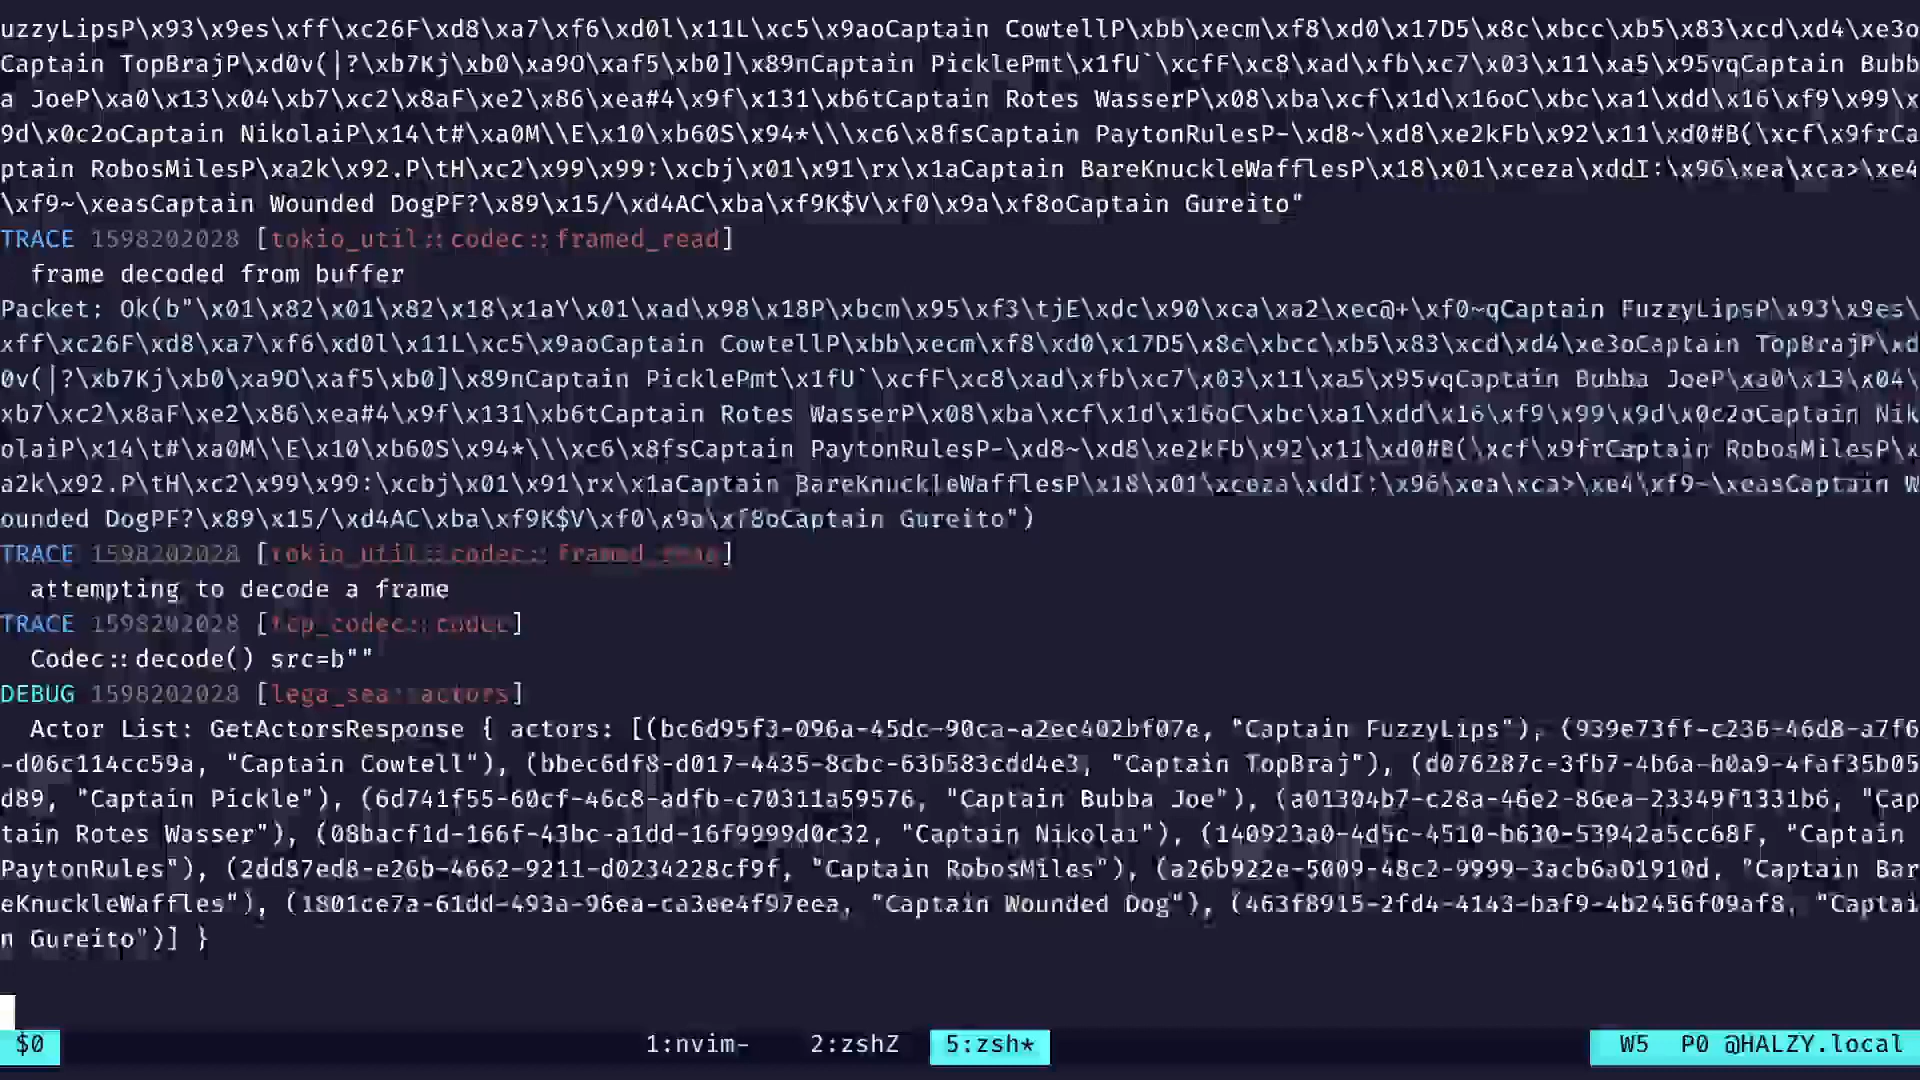 uzzyLipsP\x93\x9es\xff\xc26F\xd8\xa7\xf6\xd0l\x11L\xc5\x9aoCaptain CowtellP\xbb\xecm\xf8\xd0\x17D5\x8c\xbcc\xb5\x83\xcd\xd4\xe3o
Captain TopBrajP\xd0v(|?\xb7Kj\xb0\xa9O\xaf5\xb0]\x89nCaptain PicklePmt\x1fU`\xcfF\xc8\xad\xfb\xc7\x03\x11\xa5\x95vqCaptain Bubb
a JoeP\xa0\x13\x04\xb7\xc2\x8aF\xe2\x86\xea#4\x9f\x131\xb6tCaptain Rotes WasserP\x08\xba\xcf\x1d\x16oC\xbc\xa1\xdd\x16\xf9\x99\x
9d\x0c2oCaptain NikolaiP\x14\t#\xa0M\\E\x10\xb60S\x94*\\\xc6\x8fsCaptain PaytonRulesP-\xd8~\xd8\xe2kFb\x92\x11\xd0#B(\xcf\x9frCa
ptain RobosMilesP\xa2k\x92.P\tH\xc2\x99\x99:\xcbj\x01\x91\rx\x1aCaptain BareKnuckleWafflesP\x18\x01\xceza\xddI:\x96\xea\xca>\xe4
\xf9~\xeasCaptain Wounded DogPF?\x89\x15/\xd4AC\xba\xf9K$V\xf0\x9a\xf8oCaptain Gureito"
TRACE 1598202028 [tokio_util::codec::framed_read]
frame decoded from buffer
Packet: Ok(b"\x01\x82\x01\x82\x18\x1aY\x01\xad\x98\x18P\xbcm\x95\xf3\tjE\xdc\x90\xca\xa2\xec@+\xf0~qCaptain FuzzyLipsP\x93\x9es\
xff\xc26F\xd8\xa7\xf6\xd0l\x11L\xc5\x9aoCaptain CowtellP\xbb\xecm\xf8\xd0\x17D5\x8c\xbcc\xb5\x83\xcd\xd4\xe3oCaptain TopBrajP\xd
0v(|?\xb7Kj\xb0\xa9O\xaf5\xb0]\x89nCaptain PicklePmt\x1fU`\xcfF\xc8\xad\xfb\xc7\x03\x11\xa5\x95vqCaptain Bubba JoeP\xa0\x13\x04\
xb7\xc2\x8aF\xe2\x86\xea#4\x9f\x131\xb6tCaptain Rotes WasserP\x08\xba\xcf\x1d\x16oC\xbc\xa1\xdd\x16\xf9\x99\x9d\x0c2oCaptain Nik
olaiP\x14\t#\xa0M\\E\x10\xb60S\x94*\\\xc6\x8fsCaptain PaytonRulesP-\xd8~\xd8\xe2kFb\x92\x11\xd0#B(\xcf\x9frCaptain RobosMilesP\x
a2k\x92.P\tH\xc2\x99\x99:\xcbj\x01\x91\rx\x1aCaptain BareKnuckleWafflesP\x18\x01\xceza\xddI:\x96\xea\xca>\xe4\xf9~\xeasCaptain W
ounded DogPF?\x89\x15/\xd4AC\xba\xf9K$V\xf0\x9a\xf8oCaptain Gureito")
TRACE 1598202028 [tokio_util::codec::framed_read]
attempting to decode a frame
TRACE 1598202028 [tcp_codec::codec]
Codec::decode() src=b""
DEBUG 1598202028 [lega_sea::actors]
Actor List: GetActorsResponse { actors: [(bc6d95f3-096a-45dc-90ca-a2ec402bf07e, "Captain FuzzyLips"), (939e73ff-c236-46d8-a7f6
-d06c114cc59a, "Captain Cowtell"), (bbec6df8-d017-4435-8cbc-63b583cdd4e3, "Captain TopBraj"), (d076287c-3fb7-4b6a-b0a9-4faf35b05
d89, "Captain Pickle"), (6d741f55-60cf-46c8-adfb-c70311a59576, "Captain Bubba Joe"), (a01304b7-c28a-46e2-86ea-23349f1331b6, "Cap
tain Rotes Wasser"), (08bacf1d-166f-43bc-a1dd-16f9999d0c32, "Captain Nikolai"), (140923a0-4d5c-4510-b630-53942a5cc68f, "Captain
PaytonRules"), (2dd87ed8-e26b-4662-9211-d0234228cf9f, "Captain RobosMiles"), (a26b922e-5009-48c2-9999-3acb6a01910d, "Captain Bar
eKnuckleWaffles"), (1801ce7a-61dd-493a-96ea-ca3ee4f97eea, "Captain Wounded Dog"), (463f8915-2fd4-4143-baf9-4b2456f09af8, "Captai
n Gureito")] }
$0 1:nvim- 2:zshZ 5:zsh* W5 P0 @HALZY.local